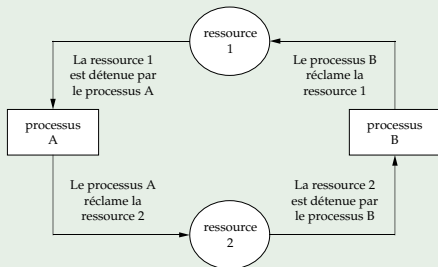 ressource
1
La ressource 1
est détenue par
le processus A
Le processus B
réclame la
ressource 1
processus
A
processus
B
Le processus A
réclame la
ressource 2
La ressource 2
est détenue par
le processus B
ressource
2